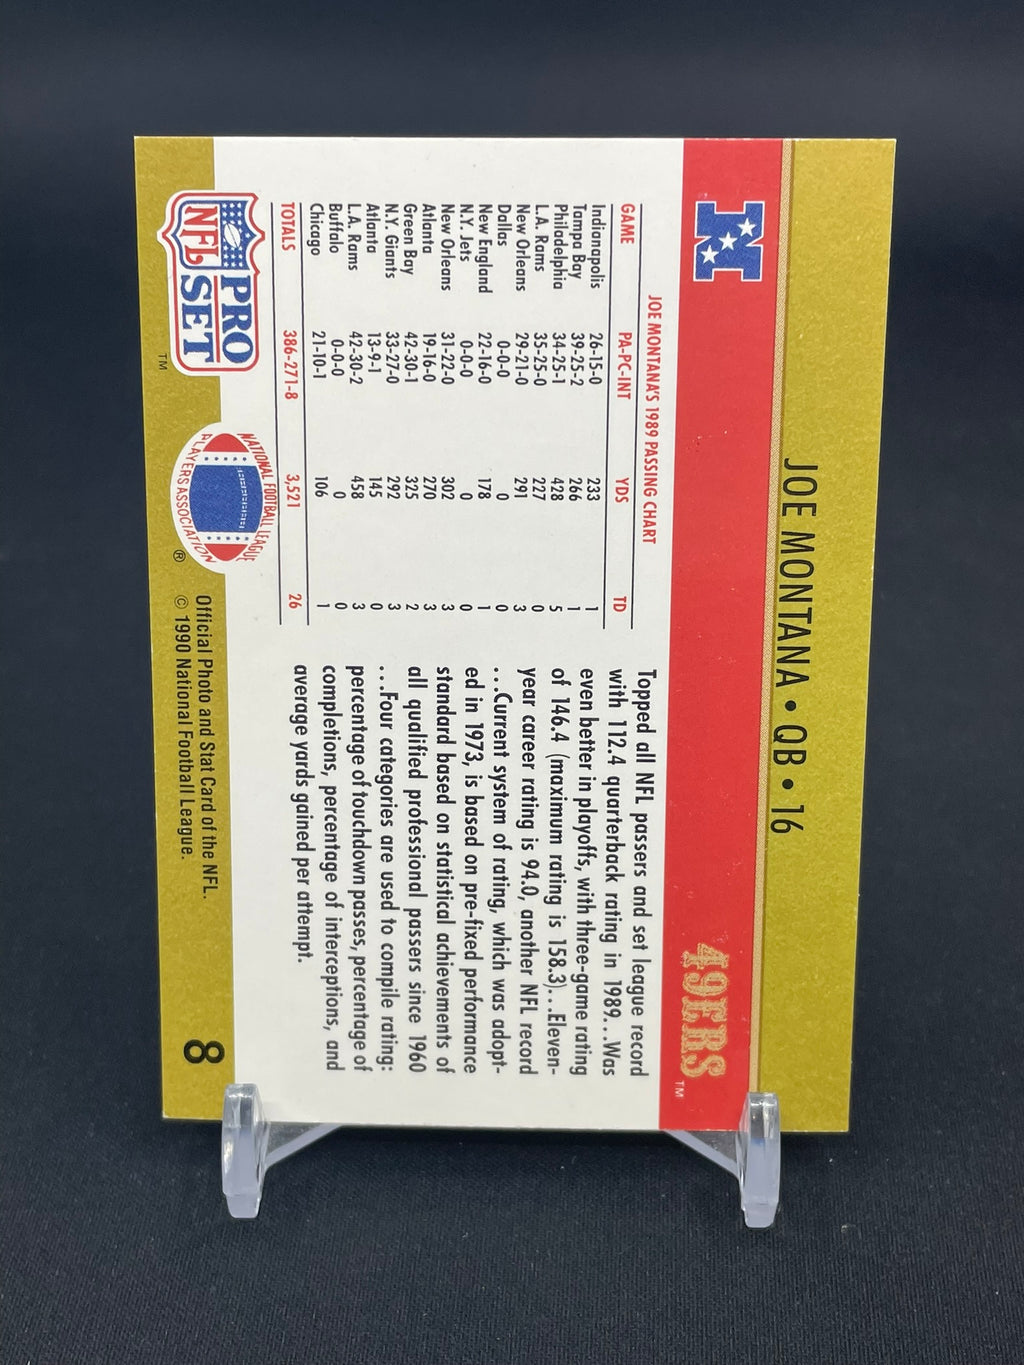 JOE MONTANA • QB • 16
N
49ERS™
JOE MONTANA'S 1989 PASSING CHART
GAME PA-PC-INT YDS TD
Indianapolis 26-15-0 233 1
Tampa Bay 39-25-2 266 1
Philadelphia 34-25-1 428 5
L.A. Rams 35-25-0 227 0
New Orleans 29-21-0 291 3
Dallas 0-0-0 0 0
New England 22-16-0 178 1
N.Y. Jets 0-0-0 0 0
New Orleans 31-22-0 302 3
Atlanta 19-16-0 270 3
Green Bay 42-30-1 325 2
N.Y. Giants 33-27-0 292 3
Atlanta 13-9-1 145 0
L.A. Rams 42-30-2 458 3
Buffalo 0-0-0 0 0
Chicago 21-10-1 106 1
TOTALS 386-271-8 3,521 26
Topped all NFL passers and set league record
with 112.4 quarterback rating in 1989...Was
even better in playoffs, with three-game rating
of 146.4 (maximum rating is 158.3)...Eleven-
year career rating is 94.0, another NFL record
...Current system of rating, which was adopt-
ed in 1973, is based on pre-fixed performance
standard based on statistical achievements of
all qualified professional passers since 1960
...Four categories are used to compile rating:
percentage of touchdown passes, percentage of
completions, percentage of interceptions, and
average yards gained per attempt.
NFL
PRO
SET
™
NATIONAL FOOTBALL LEAGUE
PLAYERS ASSOCIATION
®
Official Photo and Stat Card of the NFL.
© 1990 National Football League.
8